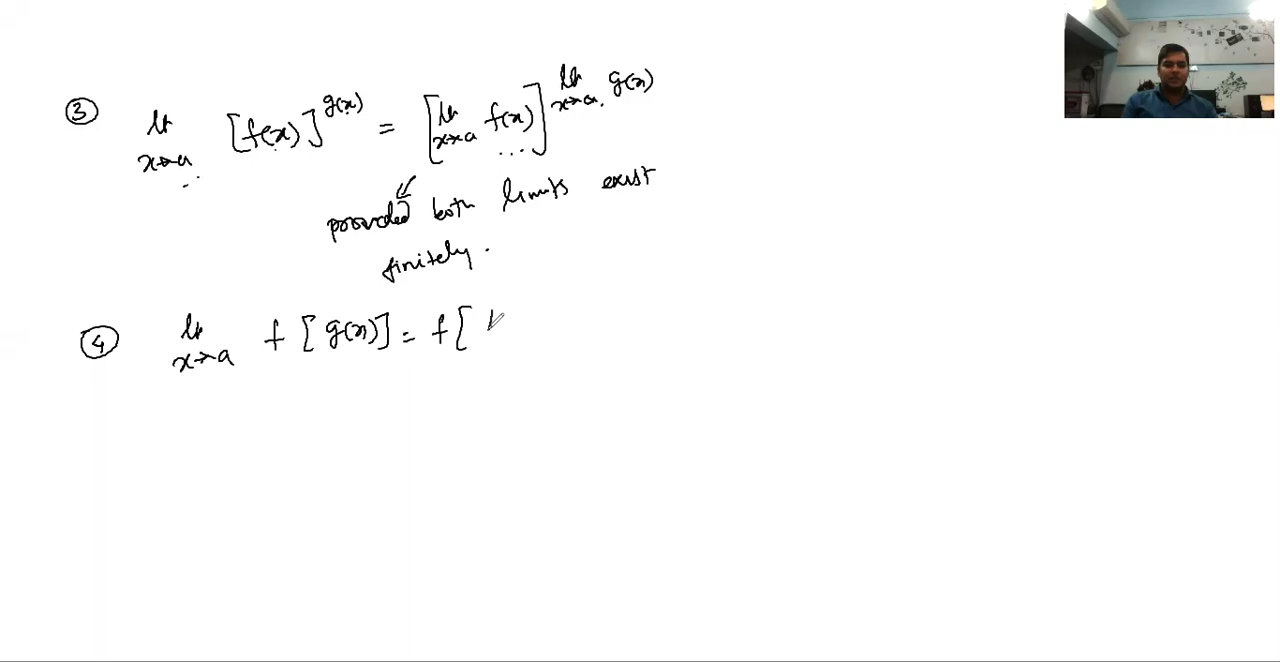 ③ lt x→a [f(x)]^{g(x)} = [lt x→a f(x)]^{lt x→a g(x)}
provided both limits exist
finitely.
④ lt x→a f[g(x)] = f[ l